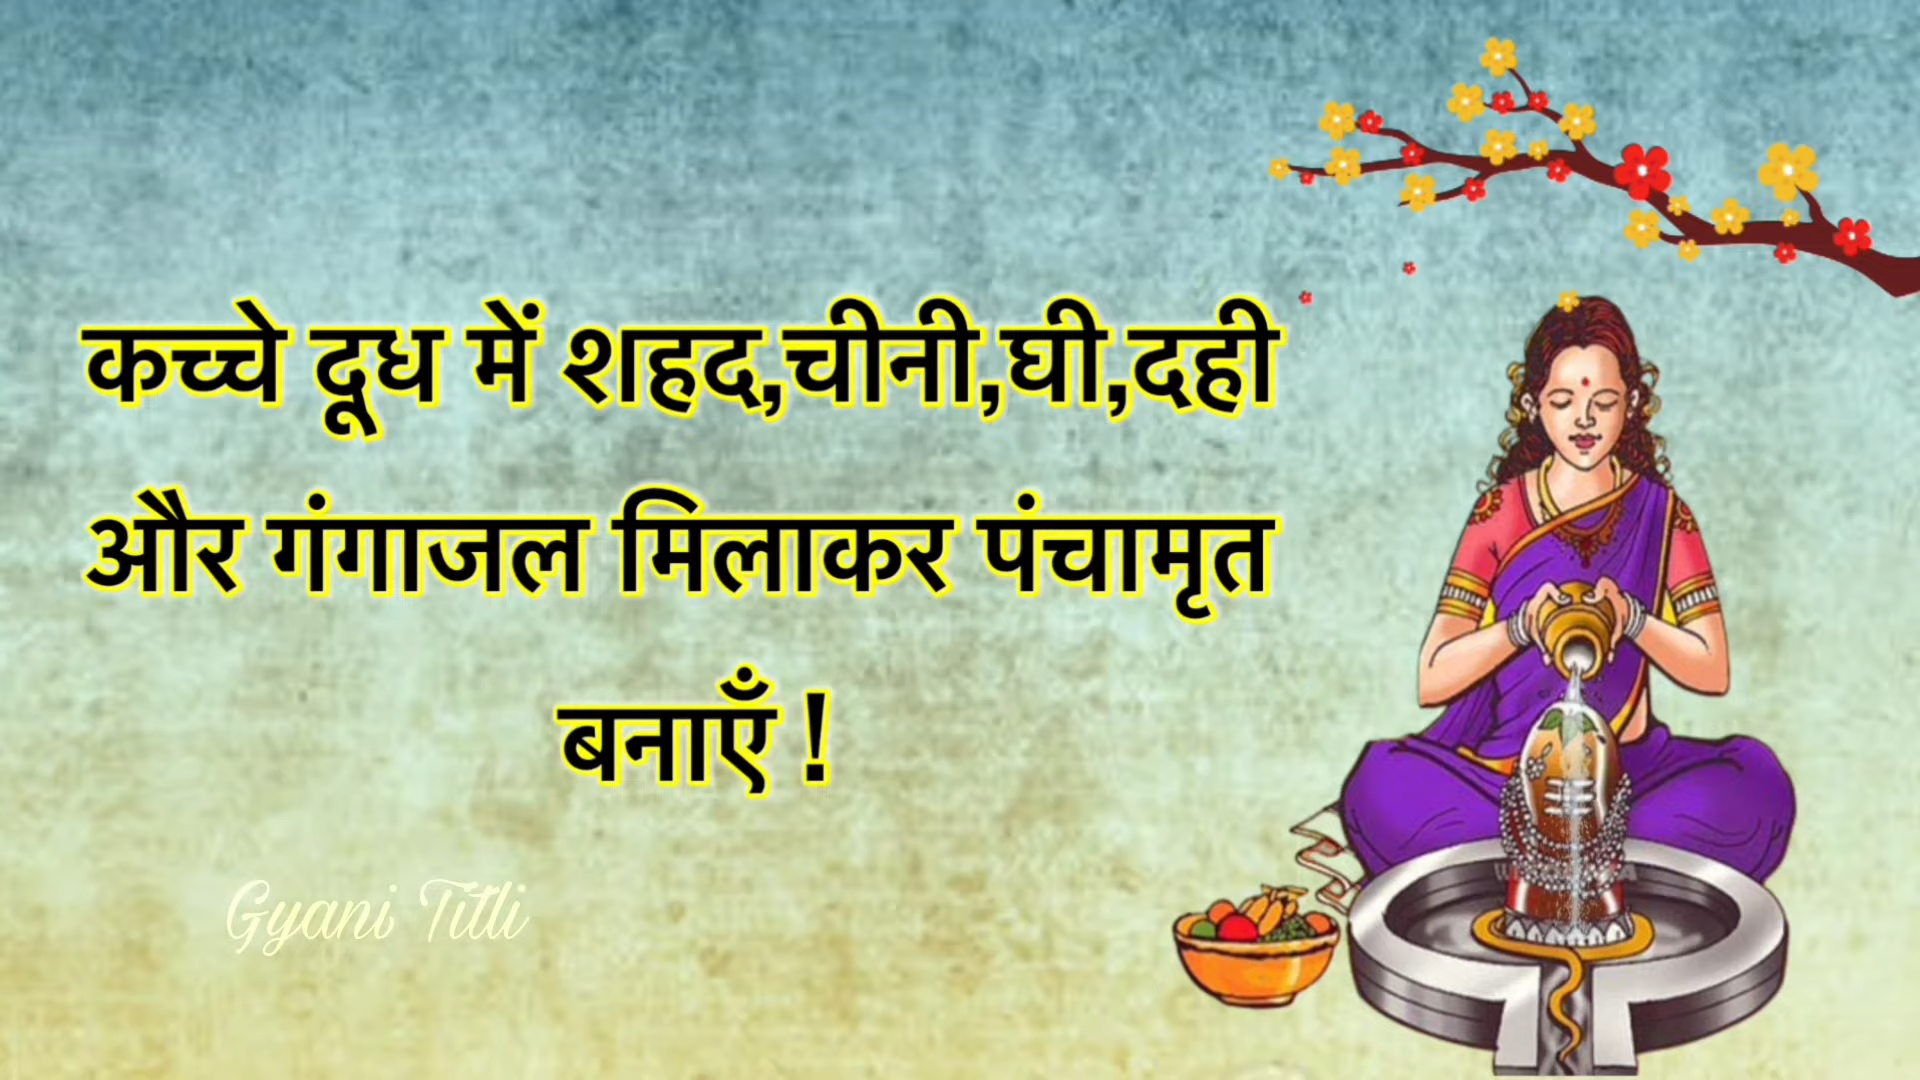 कच्चे दूध में शहद,चीनी,घी,दही
और गंगाजल मिलाकर पंचामृत
बनाएँ !
Gyani Titli